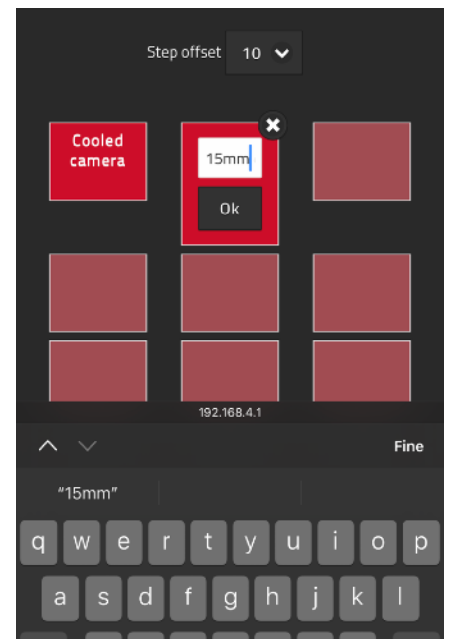 Step offset 10
Cooled
camera
15mm
Ok
192.168.4.1
Fine
“15mm”
q w e r t y u i o p
a s d f g h j k l